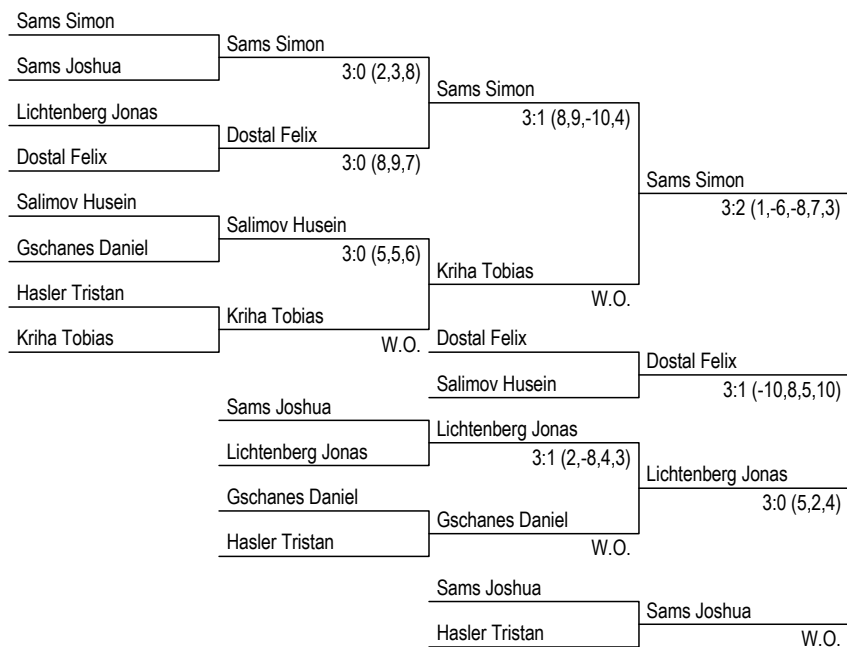 Sams Simon
Sams Simon
Sams Joshua
3:0 (2,3,8)
Sams Simon
Lichtenberg Jonas
3:1 (8,9,-10,4)
Dostal Felix
Dostal Felix
3:0 (8,9,7)
Sams Simon
Salimov Husein
3:2 (1,-6,-8,7,3)
Salimov Husein
Gschanes Daniel
3:0 (5,5,6)
Kriha Tobias
Hasler Tristan
W.O.
Kriha Tobias
Kriha Tobias
W.O.
Dostal Felix
Dostal Felix
Salimov Husein
3:1 (-10,8,5,10)
Sams Joshua
Lichtenberg Jonas
Lichtenberg Jonas
3:1 (2,-8,4,3)
Lichtenberg Jonas
Gschanes Daniel
3:0 (5,2,4)
Gschanes Daniel
Hasler Tristan
W.O.
Sams Joshua
Sams Joshua
Hasler Tristan
W.O.